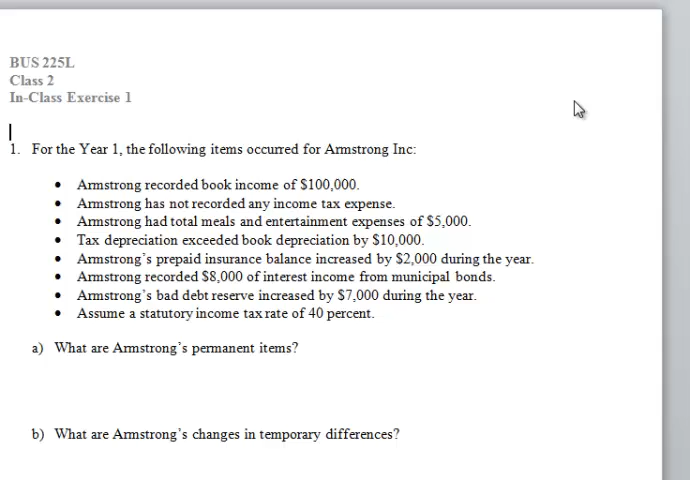 BUS 225L
Class 2
In-Class Exercise 1
1. For the Year 1, the following items occurred for Armstrong Inc:
• Armstrong recorded book income of $100,000.
• Armstrong has not recorded any income tax expense.
• Armstrong had total meals and entertainment expenses of $5,000.
• Tax depreciation exceeded book depreciation by $10,000.
• Armstrong's prepaid insurance balance increased by $2,000 during the year.
• Armstrong recorded $8,000 of interest income from municipal bonds.
• Armstrong's bad debt reserve increased by $7,000 during the year.
• Assume a statutory income tax rate of 40 percent.
a) What are Armstrong's permanent items?
b) What are Armstrong's changes in temporary differences?